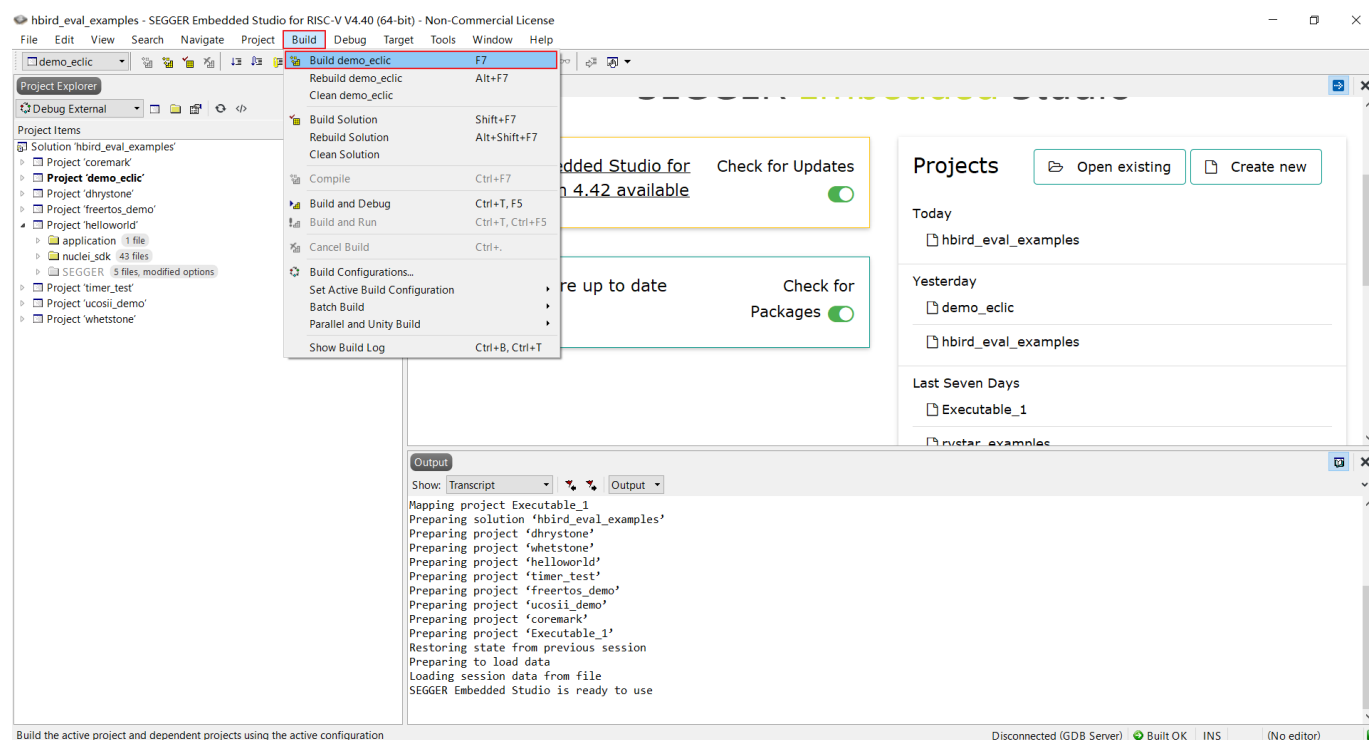 hbird_eval_examples - SEGGER Embedded Studio for RISC-V V4.40 (64-bit) - Non-Commercial License
File Edit View Search Navigate Project Build Debug Target Tools Window Help
demo_eclic
Project Explorer
Debug External
Project Items
Solution 'hbird_eval_examples'
Project 'coremark'
Project 'demo_eclic'
Project 'dhrystone'
Project 'freertos_demo'
Project 'helloworld'
application 1 file
nuclei_sdk 43 files
SEGGER 5 files, modified options
Project 'timer_test'
Project 'ucosii_demo'
Project 'whetstone'
Build demo_eclic F7
Rebuild demo_eclic Alt+F7
Clean demo_eclic
Build Solution Shift+F7
Rebuild Solution Alt+Shift+F7
Clean Solution
Compile Ctrl+F7
Build and Debug Ctrl+T, F5
Build and Run Ctrl+T, Ctrl+F5
Cancel Build Ctrl+.
Build Configurations...
Set Active Build Configuration
Batch Build
Parallel and Unity Build
Show Build Log Ctrl+B, Ctrl+T
Studio for
4.42 available
Check for Updates
re up to date
Check for
Packages
Projects
Open existing
Create new
Today
hbird_eval_examples
Yesterday
demo_eclic
hbird_eval_examples
Last Seven Days
Executable_1
rvstar_examples
Output
Show: Transcript Output
Mapping project Executable_1
Preparing solution ‘hbird_eval_examples’
Preparing project ‘dhrystone’
Preparing project ‘whetstone’
Preparing project ‘helloworld’
Preparing project ‘timer_test’
Preparing project ‘freertos_demo’
Preparing project ‘ucosii_demo’
Preparing project ‘coremark’
Preparing project ‘Executable_1’
Restoring state from previous session
Preparing to load data
Loading session data from file
SEGGER Embedded Studio is ready to use
Build the active project and dependent projects using the active configuration
Disconnected (GDB Server) Built OK INS (No editor)